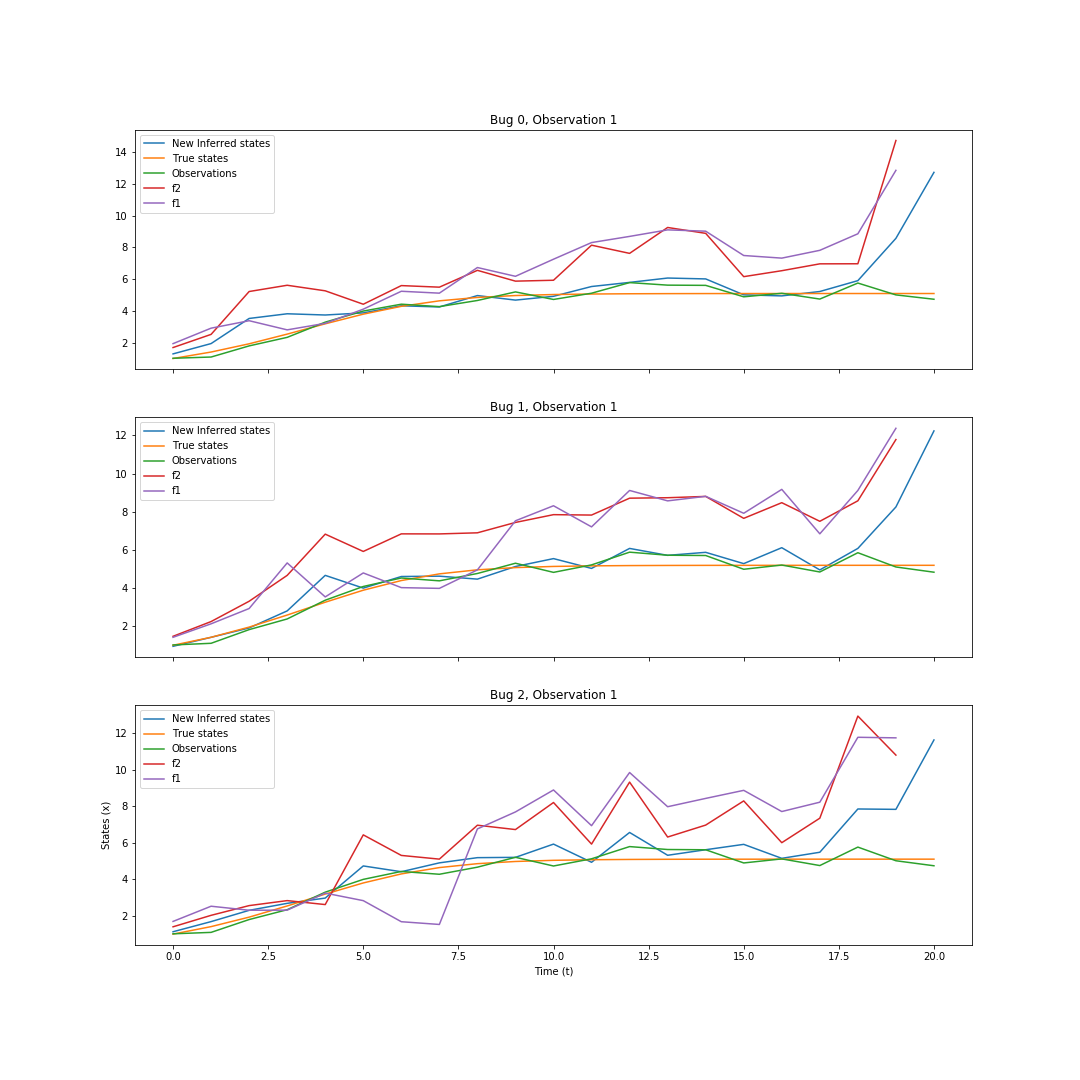 Bug 0, Observation 1
New Inferred states
True states
Observations
f2
f1
14
12
10
8
6
4
2
Bug 1, Observation 1
New Inferred states
True states
Observations
f2
f1
12
10
8
6
4
2
Bug 2, Observation 1
New Inferred states
True states
Observations
f2
f1
12
10
8
6
4
2
States (x)
0.0 2.5 5.0 7.5 10.0 12.5 15.0 17.5 20.0
Time (t)